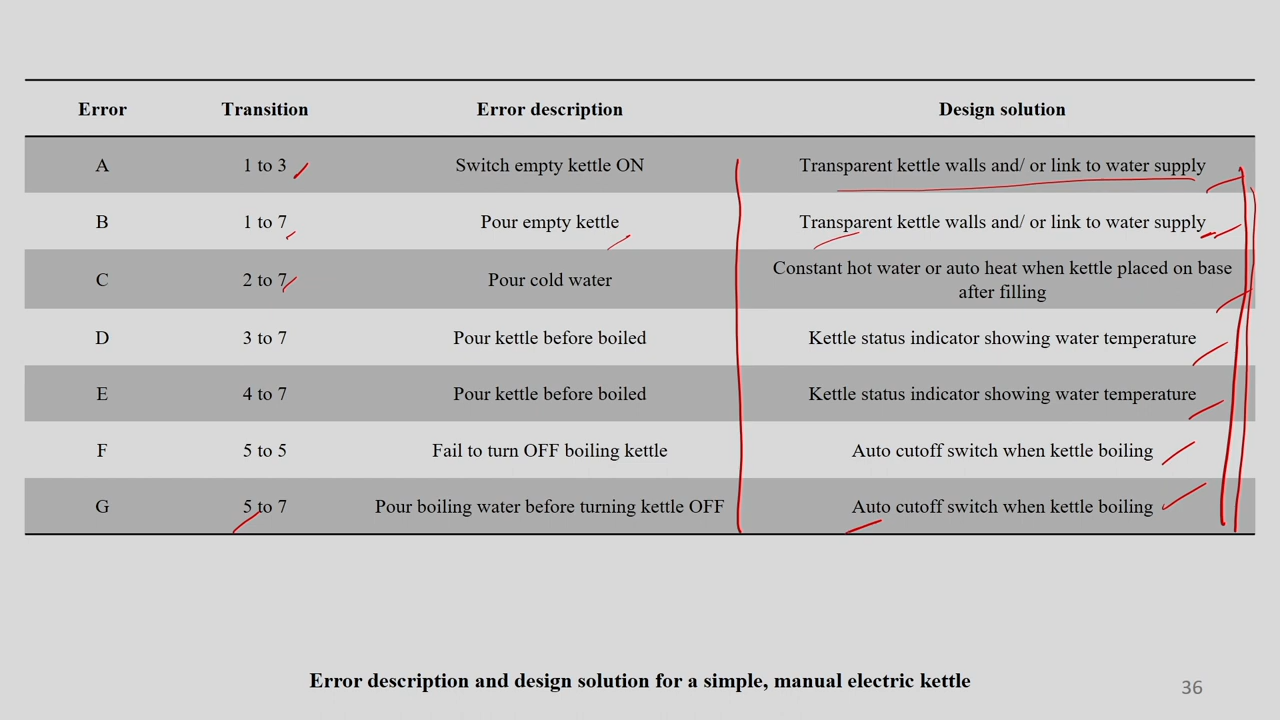 Error Transition Error description Design solution
A 1 to 3 Switch empty kettle ON Transparent kettle walls and/ or link to water supply
B 1 to 7 Pour empty kettle Transparent kettle walls and/ or link to water supply
C 2 to 7 Pour cold water Constant hot water or auto heat when kettle placed on base
after filling
D 3 to 7 Pour kettle before boiled Kettle status indicator showing water temperature
E 4 to 7 Pour kettle before boiled Kettle status indicator showing water temperature
F 5 to 5 Fail to turn OFF boiling kettle Auto cutoff switch when kettle boiling
G 5 to 7 Pour boiling water before turning kettle OFF Auto cutoff switch when kettle boiling
Error description and design solution for a simple, manual electric kettle
36